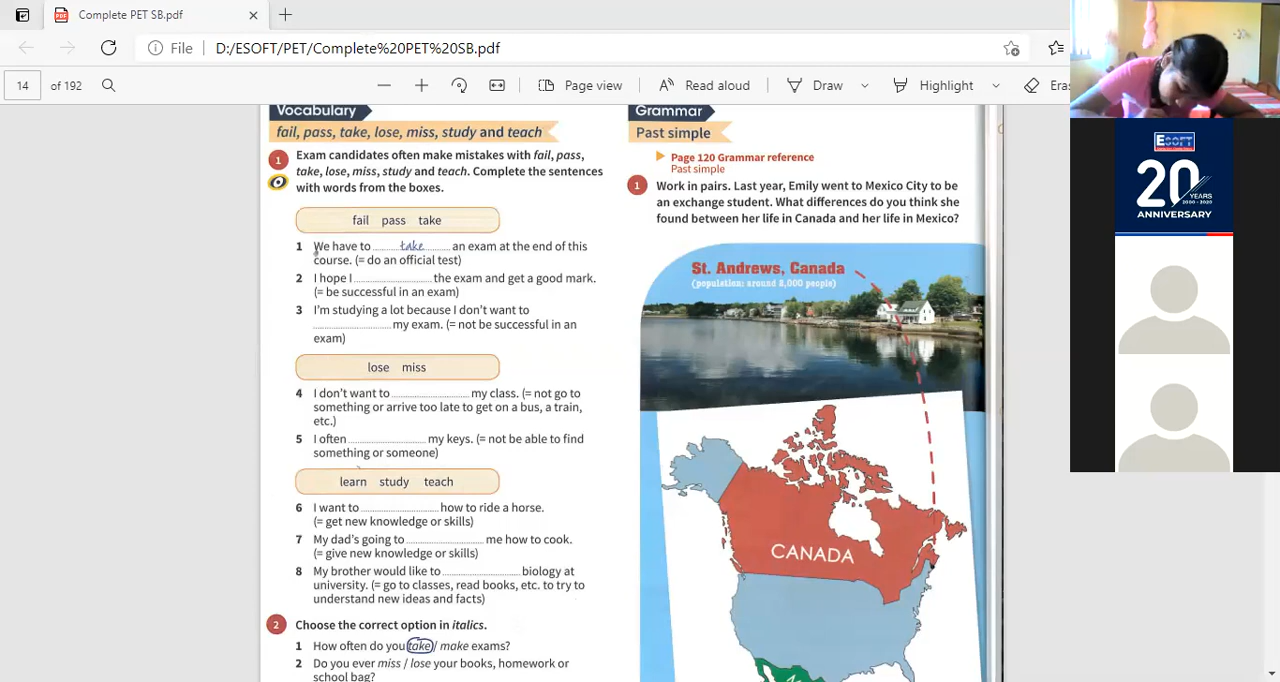 Complete PET SB.pdf
File
D:/ESOFT/PET/Complete%20PET%20SB.pdf
14
of 192
Page view
Read aloud
Draw
Highlight
Vocabulary
fail, pass, take, lose, miss, study and teach
1
Exam candidates often make mistakes with fail, pass,
take, lose, miss, study and teach. Complete the sentences
with words from the boxes.
fail pass take
1 We have to take an exam at the end of this
course. (= do an official test)
2 I hope I .......................... the exam and get a good mark.
(= be successful in an exam)
3 I'm studying a lot because I don't want to
.......................... my exam. (= not be successful in an
exam)
lose miss
4 I don't want to .......................... my class. (= not go to
something or arrive too late to get on a bus, a train,
etc.)
5 I often .......................... my keys. (= not be able to find
something or someone)
learn study teach
6 I want to .......................... how to ride a horse.
(= get new knowledge or skills)
7 My dad's going to .......................... me how to cook.
(= give new knowledge or skills)
8 My brother would like to .......................... biology at
university. (= go to classes, read books, etc. to try to
understand new ideas and facts)
2
Choose the correct option in italics.
1 How often do you take / make exams?
2 Do you ever miss / lose your books, homework or
school bag?
Grammar
Past simple
Page 120 Grammar reference
Past simple
1
Work in pairs. Last year, Emily went to Mexico City to be
an exchange student. What differences do you think she
found between her life in Canada and her life in Mexico?
St. Andrews, Canada
(population: around 2,000 people)
CANADA
ESOFT
20
YEARS
2000 - 2020
ANNIVERSARY